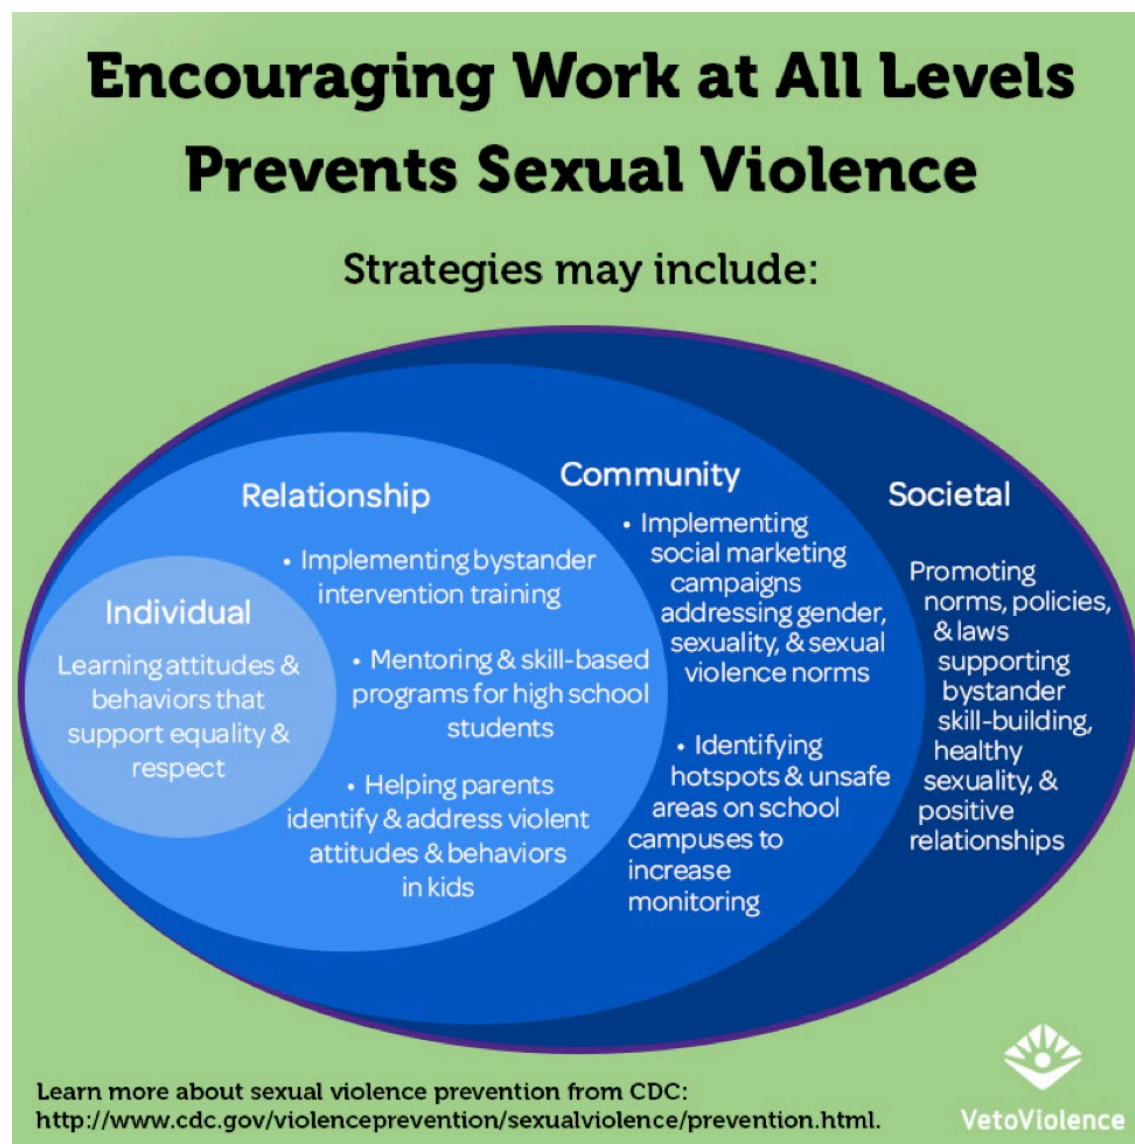 Encouraging Work at All Levels
Prevents Sexual Violence
Strategies may include:
Individual
Learning attitudes &
behaviors that
support equality &
respect
Relationship
• Implementing bystander
intervention training
• Mentoring & skill-based
programs for high school
students
• Helping parents
identify & address violent
attitudes & behaviors
in kids
Community
• Implementing
social marketing
campaigns
addressing gender,
sexuality, & sexual
violence norms
• Identifying
hotspots & unsafe
areas on school
campuses to
increase
monitoring
Societal
Promoting
norms, policies,
& laws
supporting
bystander
skill-building,
healthy
sexuality, &
positive
relationships
Learn more about sexual violence prevention from CDC:
http://www.cdc.gov/violenceprevention/sexualviolence/prevention.html.
VetoViolence